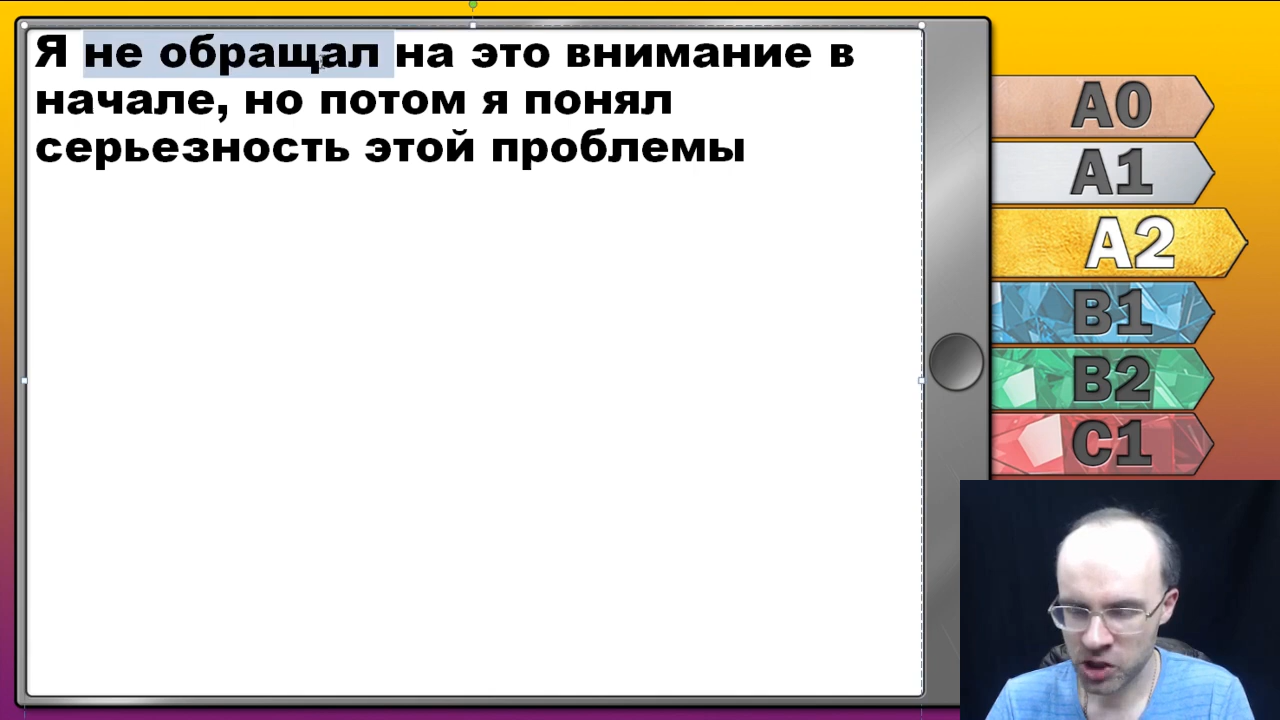 Я не обращал на это внимание в
начале, но потом я понял
серьезность этой проблемы
A0
A1
A2
B1
B2
C1